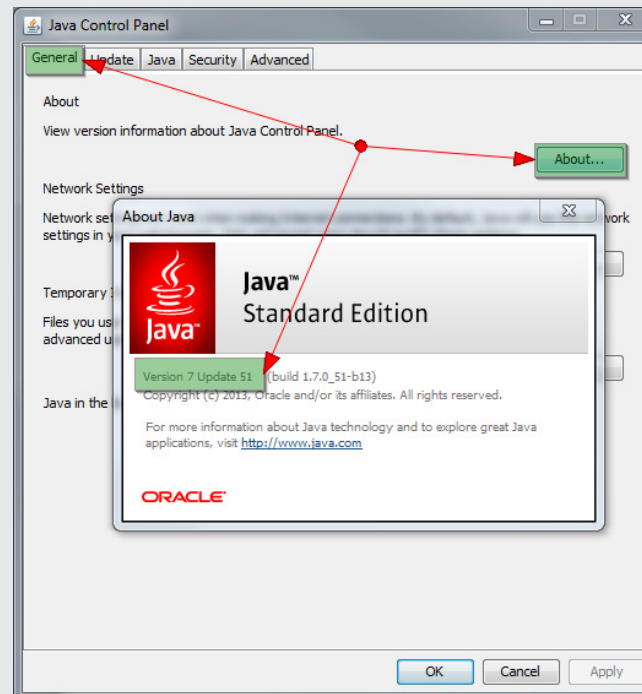 Java Control Panel
General Update Java Security Advanced
About
View version information about Java Control Panel.
About...
Network Settings
Network set
work
settings in y
About Java
Java™
Standard Edition
Java™
Temporary
Files you us
advanced u
Version 7 Update 51 (build 1.7.0_51-b13)
Copyright (c) 2013, Oracle and/or its affiliates. All rights reserved.
Java in the
For more information about Java technology and to explore great Java
applications, visit http://www.java.com
ORACLE
OK Cancel Apply